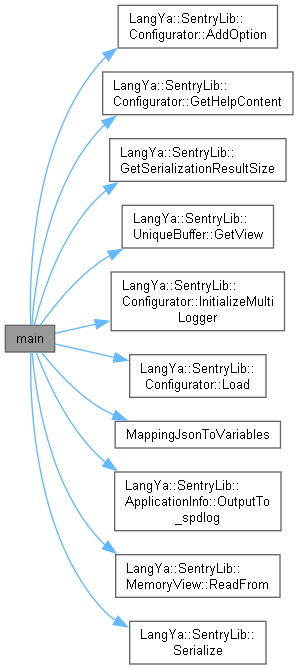 LangYa::SentryLib::
Configurator::AddOption
LangYa::SentryLib::
Configurator::GetHelpContent
LangYa::SentryLib::
GetSerializationResultSize
LangYa::SentryLib::
UniqueBuffer::GetView
LangYa::SentryLib::
Configurator::InitializeMulti
Logger
main
LangYa::SentryLib::
Configurator::Load
MappingJsonToVariables
LangYa::SentryLib::
ApplicationInfo::OutputTo
_spdlog
LangYa::SentryLib::
MemoryView::ReadFrom
LangYa::SentryLib::
Serialize